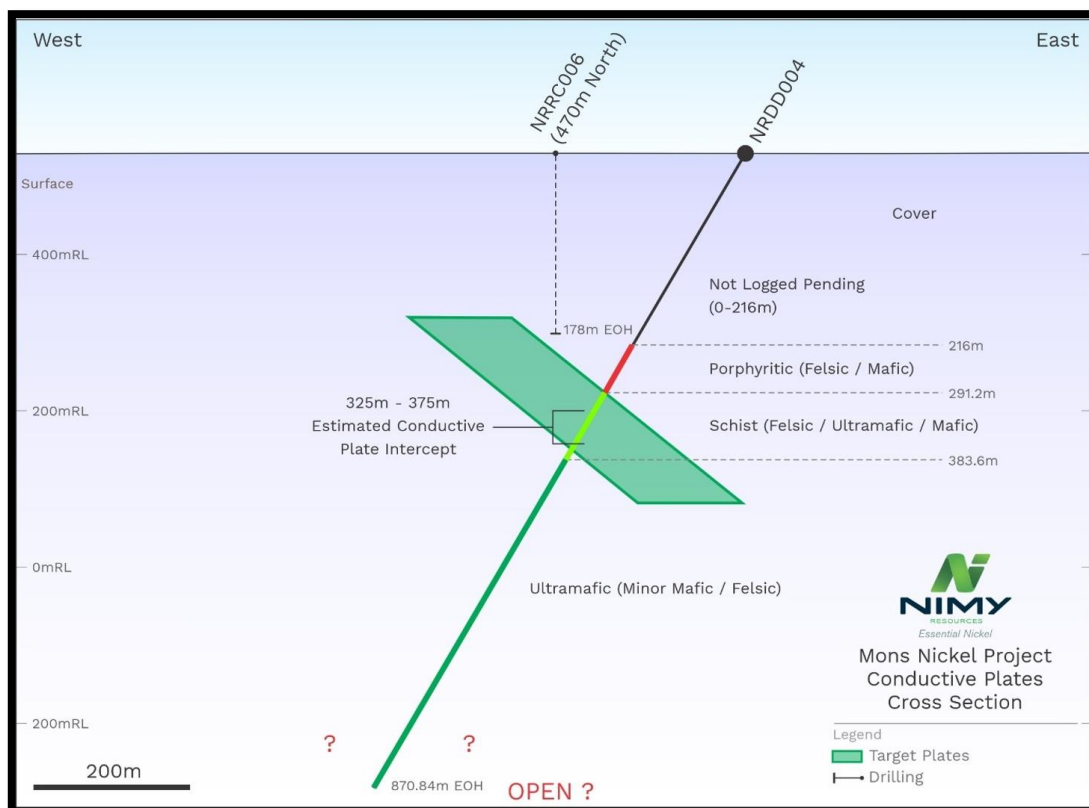 West
East
NRRC006
(470m North)
NRDD004
Surface
Cover
400mRL
Not Logged Pending
(0-216m)
178m EOH
216m
Porphyritic (Felsic / Mafic)
291.2m
325m - 375m
Estimated Conductive
Plate Intercept
200mRL
Schist (Felsic / Ultramafic / Mafic)
383.6m
0mRL
Ultramafic (Minor Mafic / Felsic)
NIMY
RESOURCES
Essential Nickel
Mons Nickel Project
Conductive Plates
Cross Section
200mRL
? ?
Legend
Target Plates
Drilling
200m
870.84m EOH
OPEN ?